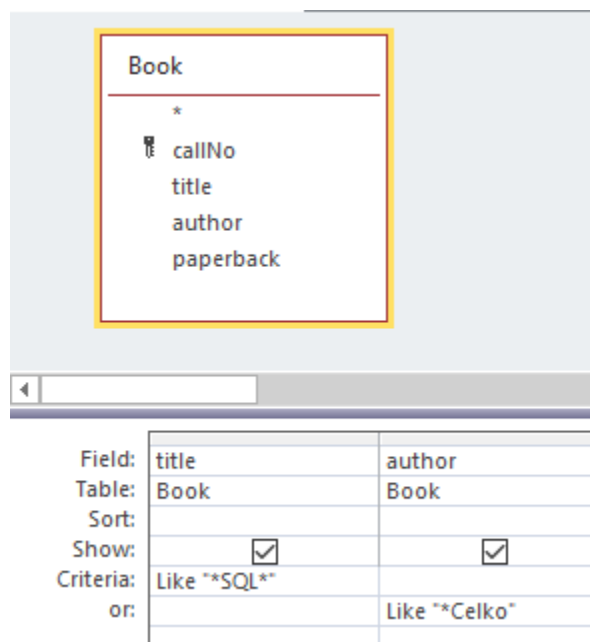 Book
*
callNo
title
author
paperback
Field: title author
Table: Book Book
Sort:
Show:
Criteria: Like "*SQL*"
or: Like "*Celko"